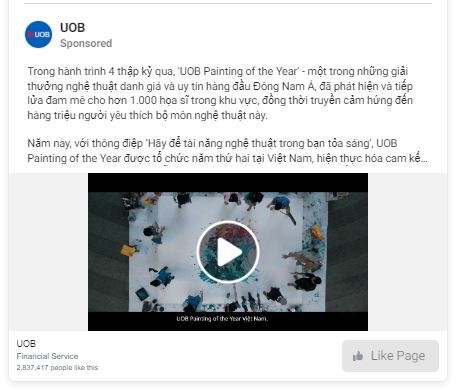 UOB
UOB
Sponsored
Trong hành trình 4 thập kỷ qua, 'UOB Painting of the Year' - một trong những giải
thưởng nghệ thuật danh giá và uy tín hàng đầu Đông Nam Á, đã phát hiện và tiếp
lửa đam mê cho hơn 1.000 họa sĩ trong khu vực, đồng thời truyền cảm hứng đến
hàng triệu người yêu thích bộ môn nghệ thuật này.
Năm nay, với thông điệp 'Hãy để tài năng nghệ thuật trong bạn tỏa sáng', UOB
Painting of the Year được tổ chức năm thứ hai tại Việt Nam, hiện thực hóa cam kế...
UOB Painting of the Year Việt Nam,
UOB
Financial Service
2,837,417 people like this
Like Page